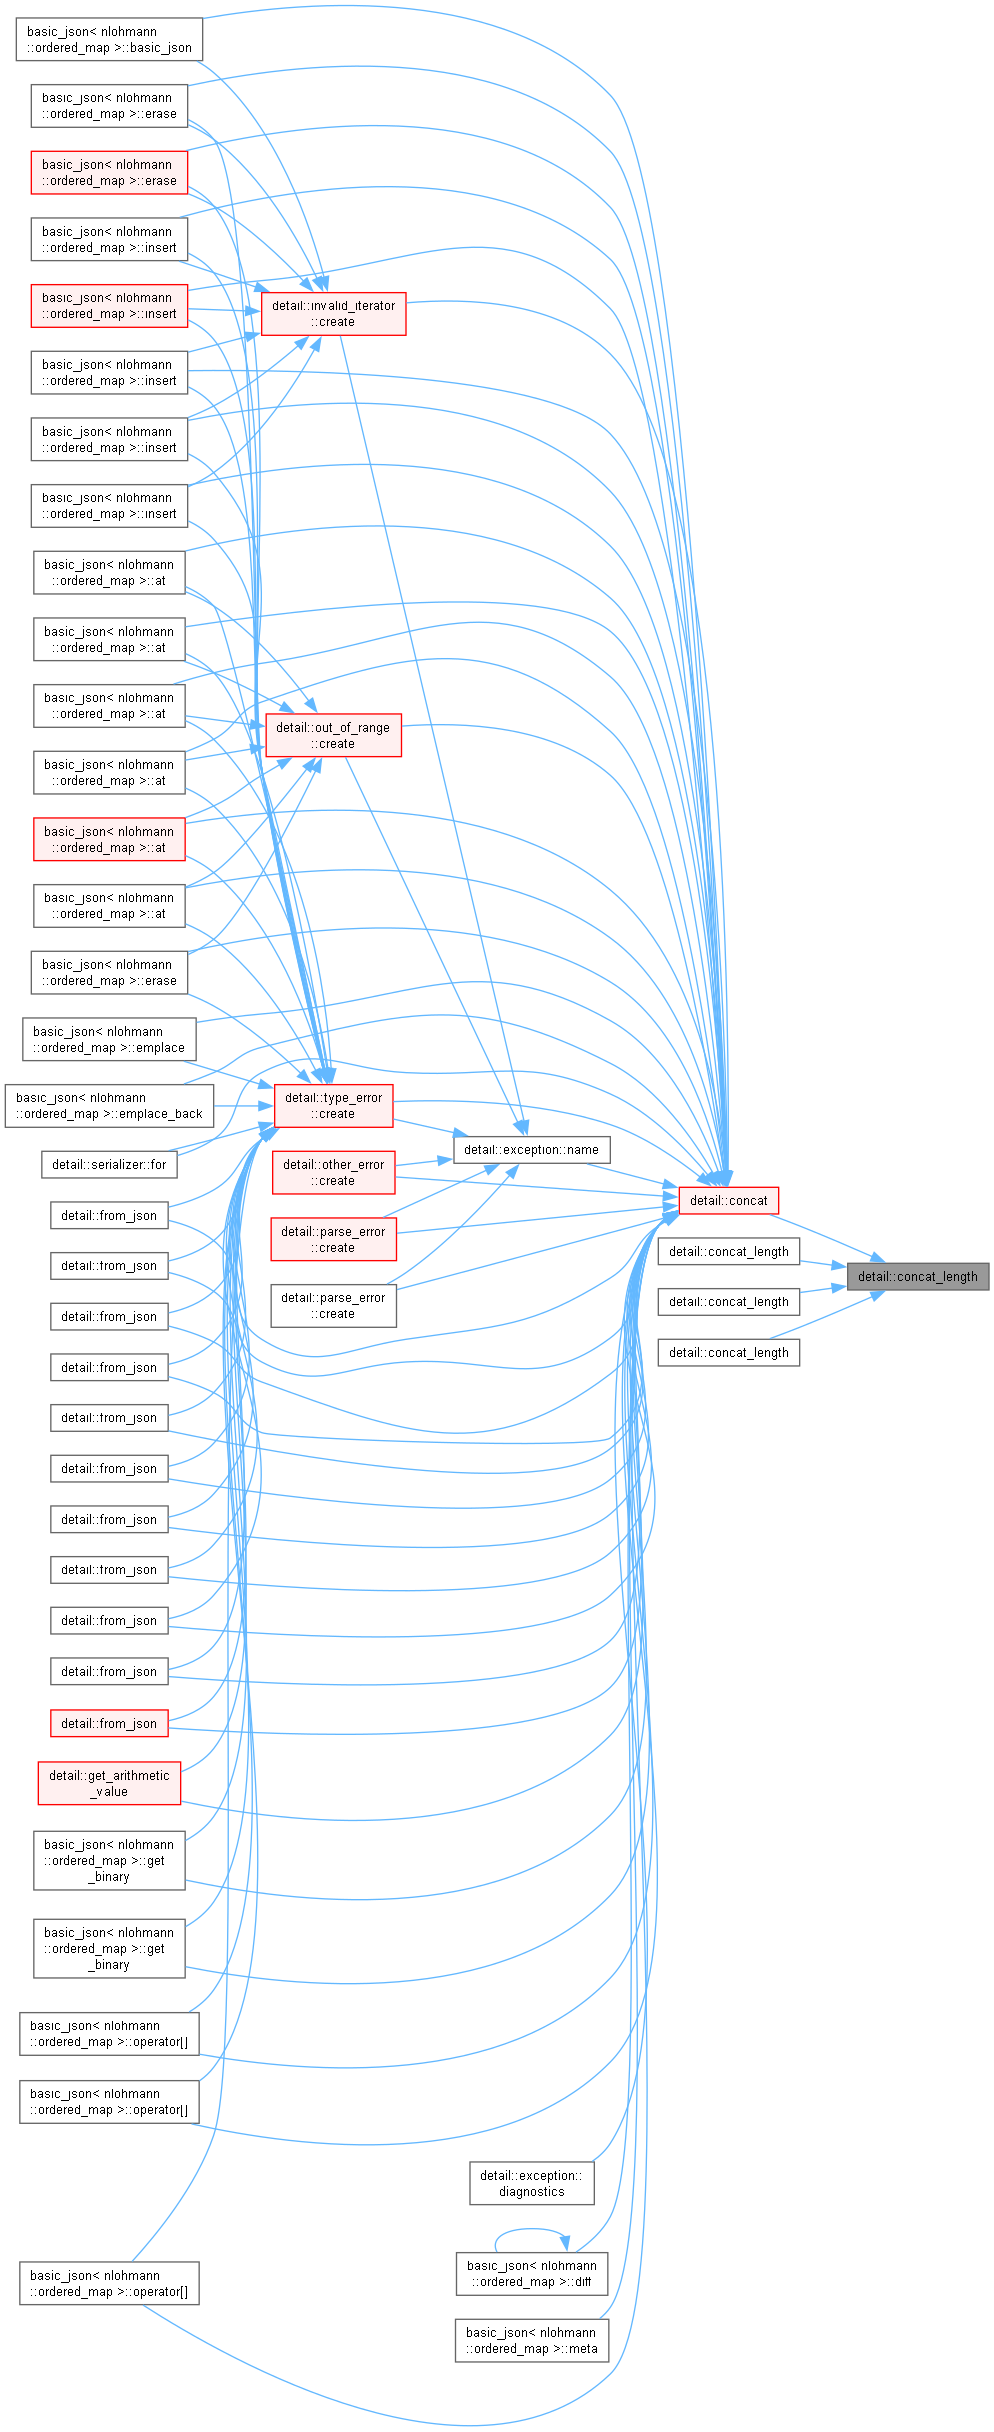 basic_json< nlohmann
::ordered_map >::basic_json
basic_json< nlohmann
::ordered_map >::erase
basic_json< nlohmann
::ordered_map >::erase
basic_json< nlohmann
::ordered_map >::insert
basic_json< nlohmann
::ordered_map >::insert
basic_json< nlohmann
::ordered_map >::insert
basic_json< nlohmann
::ordered_map >::insert
basic_json< nlohmann
::ordered_map >::insert
basic_json< nlohmann
::ordered_map >::at
basic_json< nlohmann
::ordered_map >::at
basic_json< nlohmann
::ordered_map >::at
basic_json< nlohmann
::ordered_map >::at
basic_json< nlohmann
::ordered_map >::at
basic_json< nlohmann
::ordered_map >::at
basic_json< nlohmann
::ordered_map >::erase
basic_json< nlohmann
::ordered_map >::emplace
basic_json< nlohmann
::ordered_map >::emplace_back
detail::serializer::for
detail::from_json
detail::from_json
detail::from_json
detail::from_json
detail::from_json
detail::from_json
detail::from_json
detail::from_json
detail::from_json
detail::from_json
detail::from_json
detail::get_arithmetic
_value
basic_json< nlohmann
::ordered_map >::get
_binary
basic_json< nlohmann
::ordered_map >::get
_binary
basic_json< nlohmann
::ordered_map >::operator[]
basic_json< nlohmann
::ordered_map >::operator[]
basic_json< nlohmann
::ordered_map >::operator[]
detail::invalid_iterator
::create
detail::out_of_range
::create
detail::type_error
::create
detail::other_error
::create
detail::parse_error
::create
detail::parse_error
::create
detail::exception::name
detail::exception::
diagnostics
basic_json< nlohmann
::ordered_map >::diff
basic_json< nlohmann
::ordered_map >::meta
detail::concat
detail::concat_length
detail::concat_length
detail::concat_length
detail::concat_length